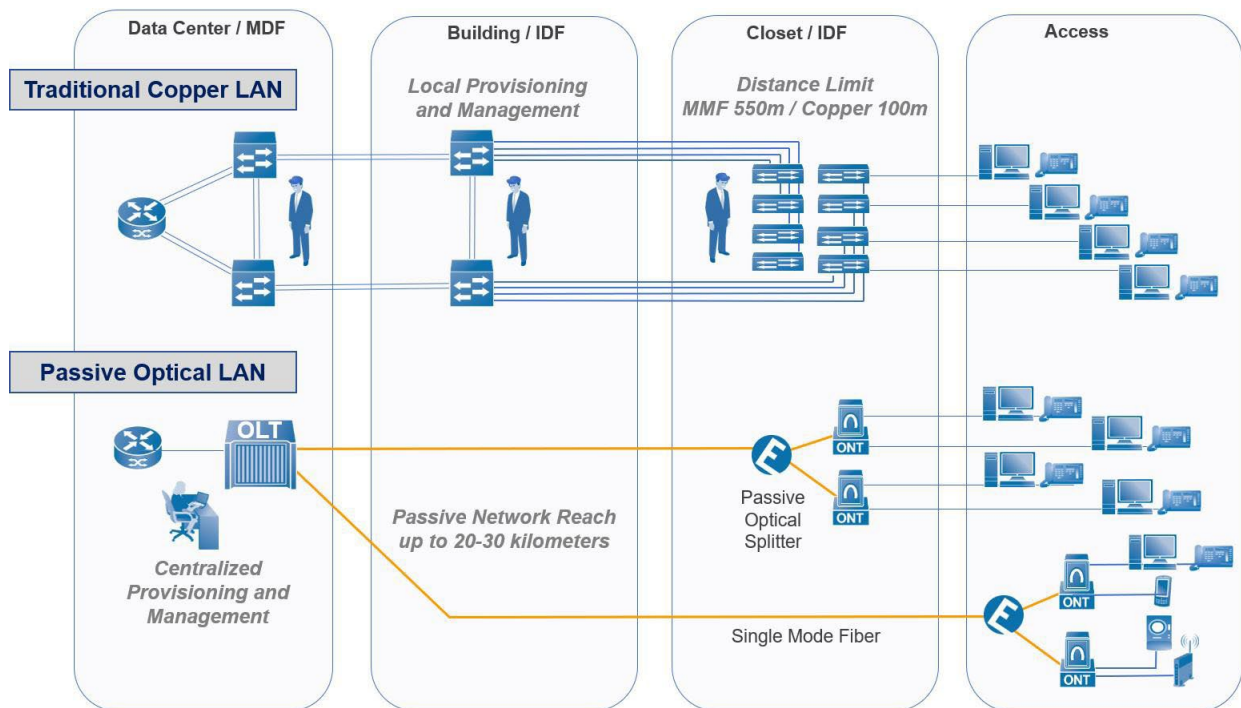 Data Center / MDF
Building / IDF
Closet / IDF
Access
Traditional Copper LAN
Local Provisioning
and Management
Distance Limit
MMF 550m / Copper 100m
Passive Optical LAN
OLT
ONT
ONT
Passive
Optical
Splitter
Passive Network Reach
up to 20-30 kilometers
Centralized
Provisioning and
Management
Single Mode Fiber
ONT
ONT